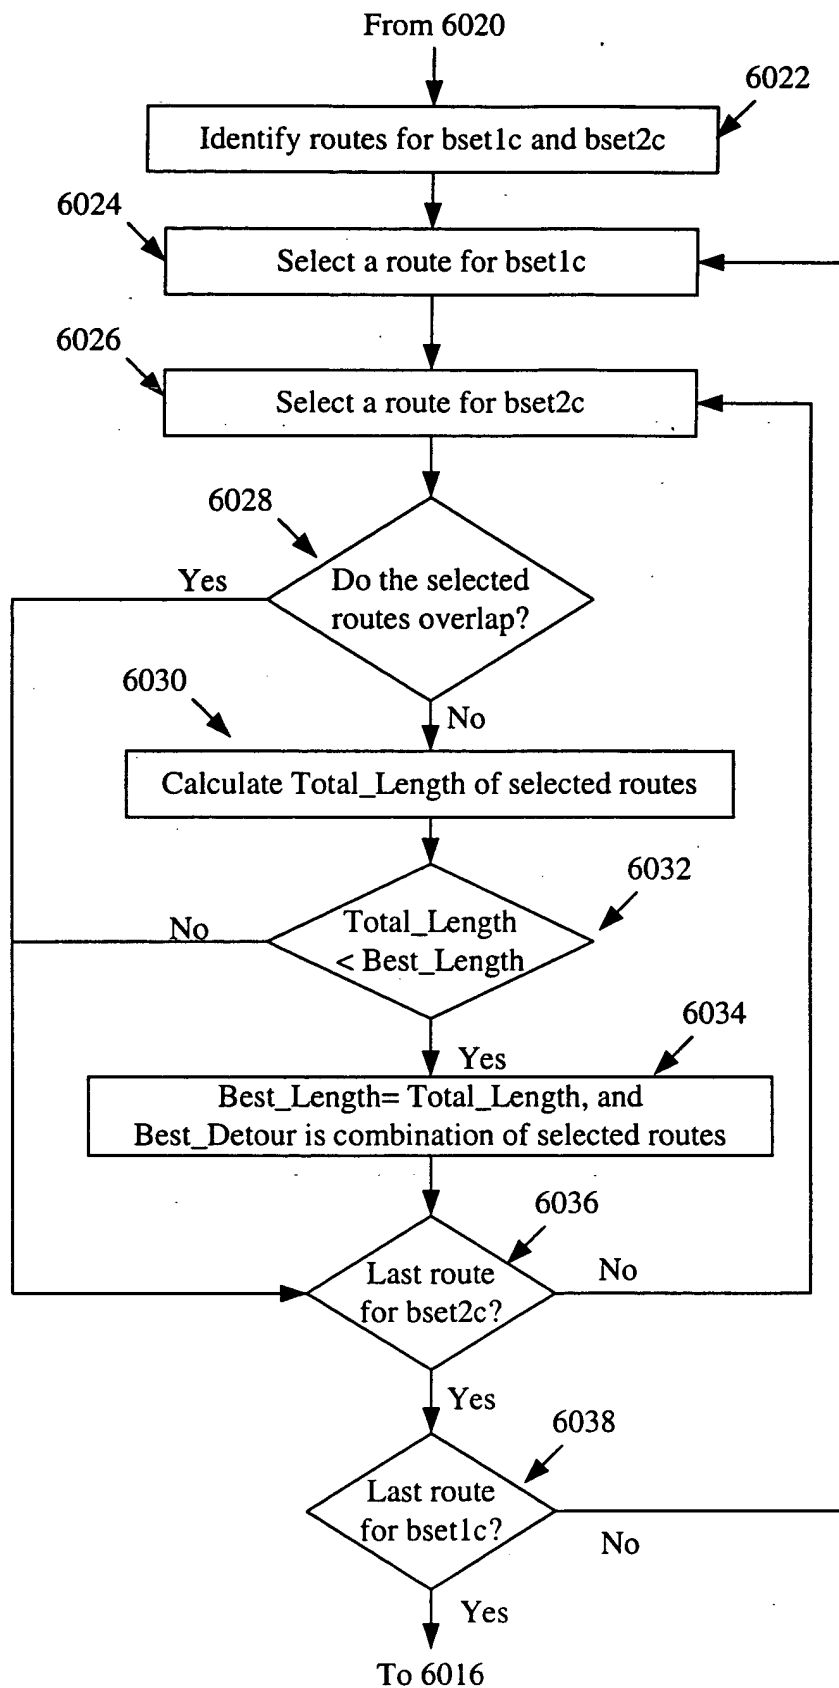 From 6020
6022
Identify routes for bset1c and bset2c
6024
Select a route for bset1c
6026
Select a route for bset2c
6028
Yes
Do the selected
routes overlap?
6030
No
Calculate Total_Length of selected routes
6032
No
Total_Length
< Best_Length
6034
Yes
Best_Length= Total_Length, and
Best_Detour is combination of selected routes
6036
Last route
for bset2c?
No
Yes
6038
Last route
for bset1c?
No
Yes
To 6016